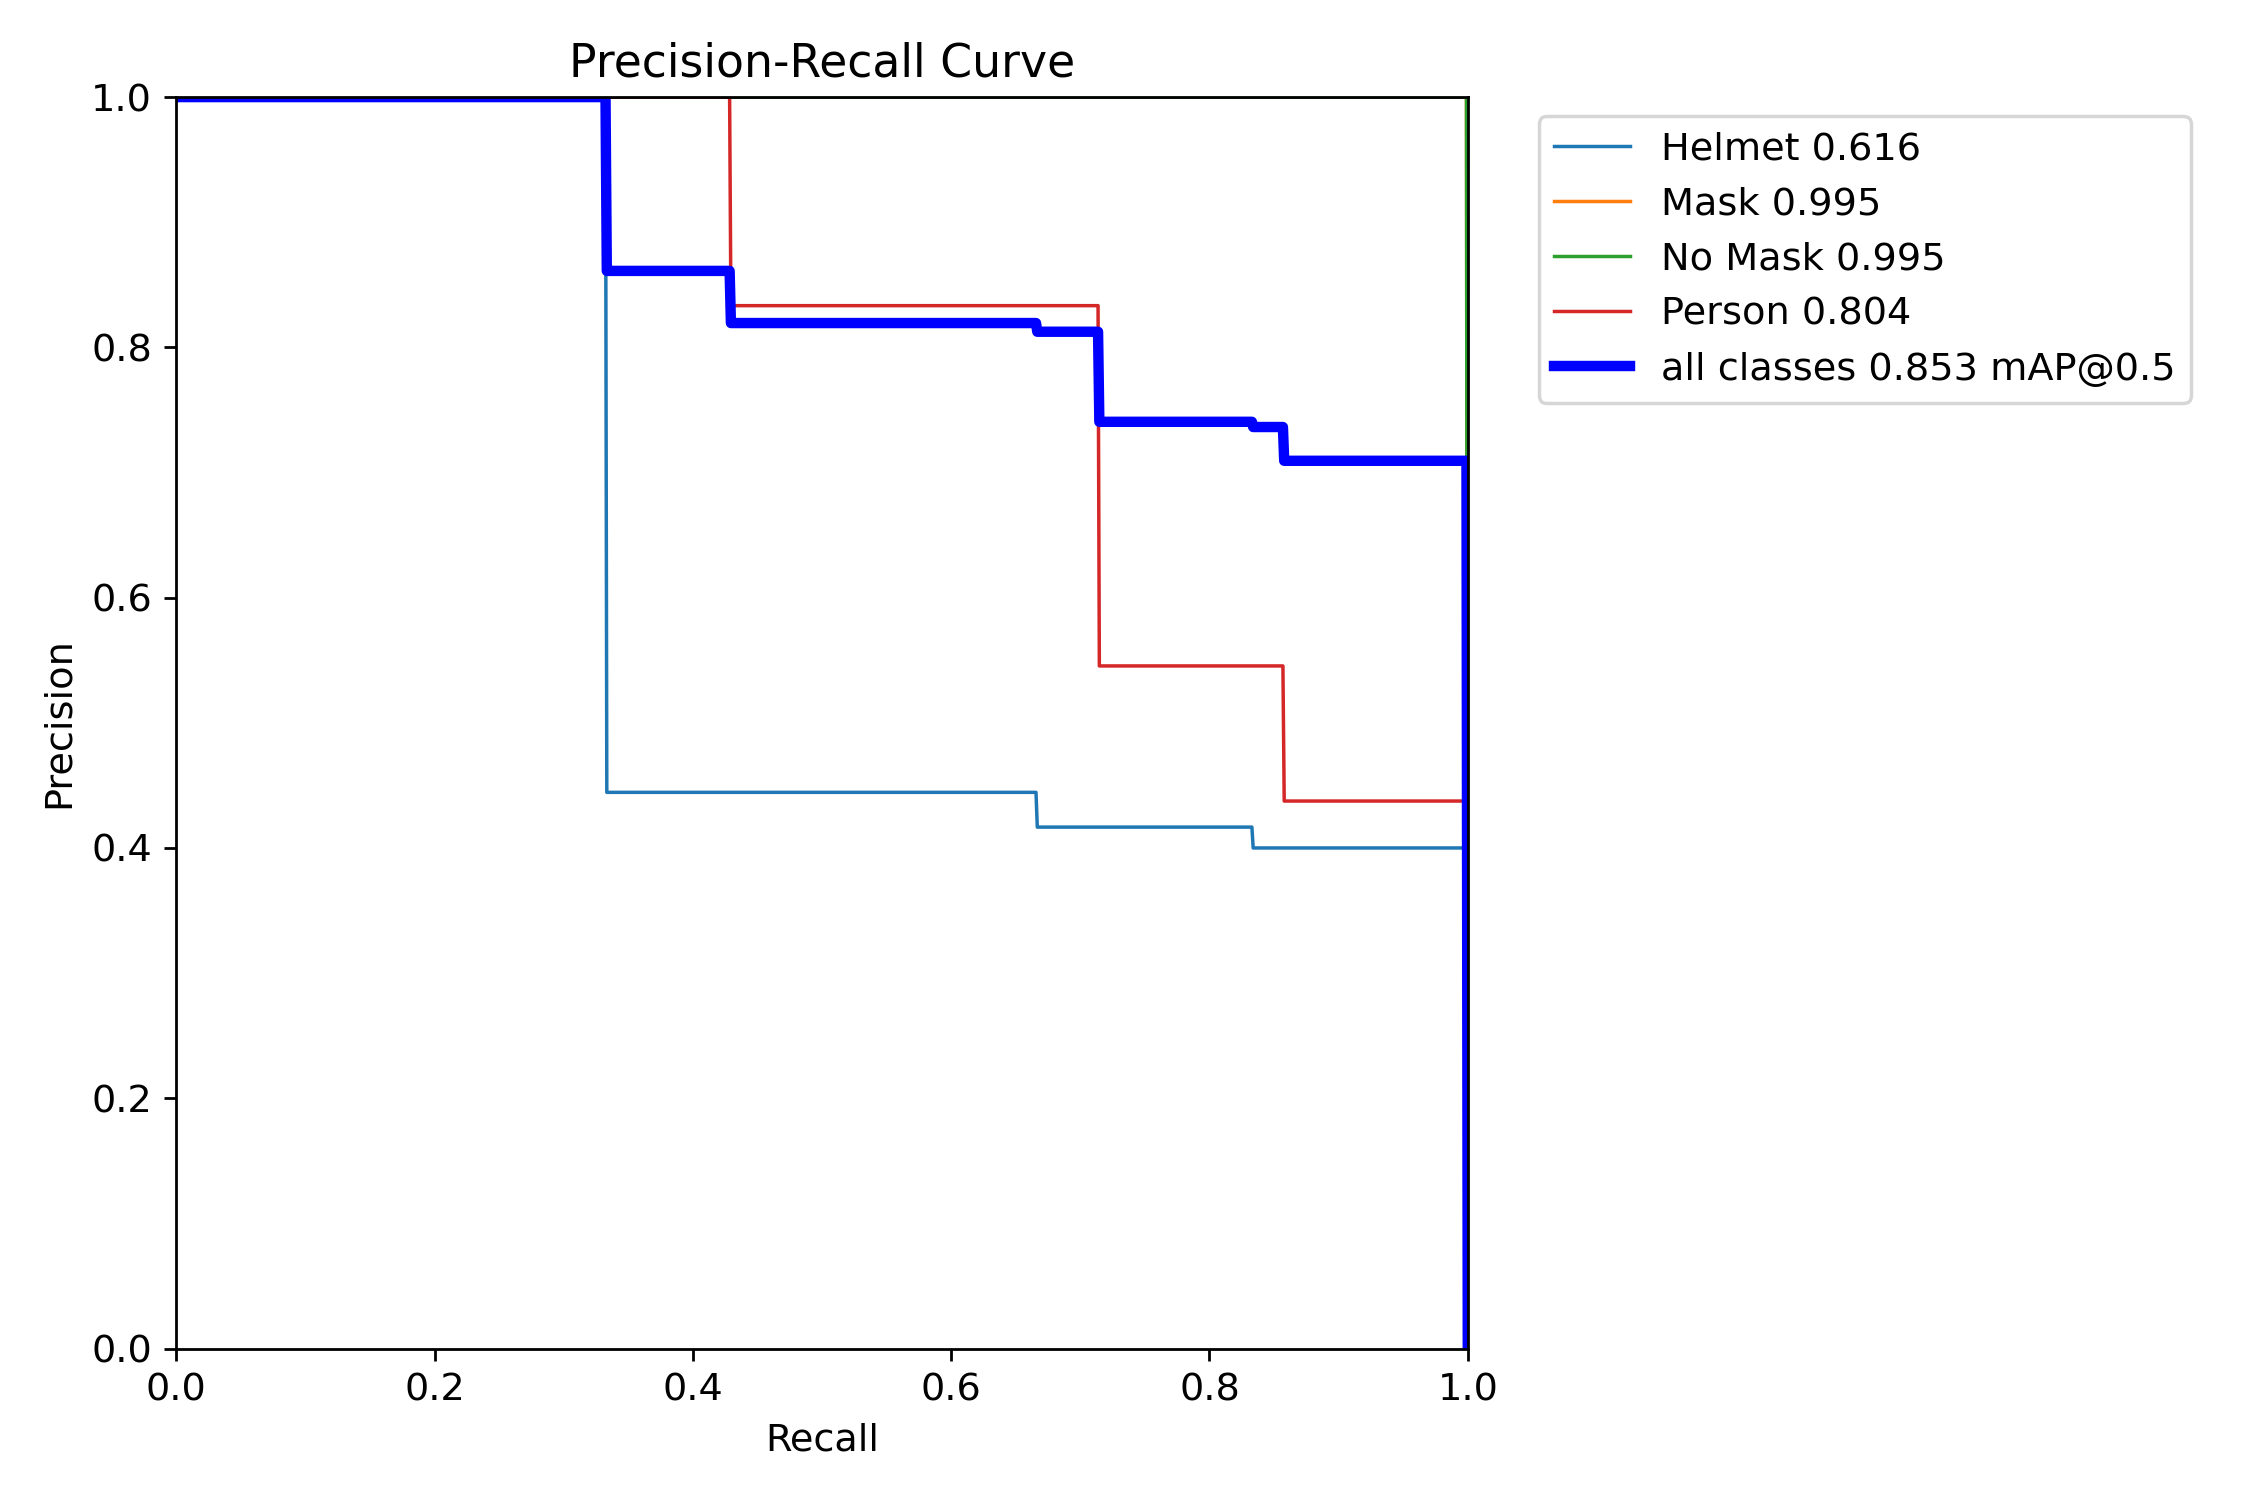 Precision-Recall Curve
1.0
0.8
0.6
0.4
0.2
0.0
Precision
0.0 0.2 0.4 0.6 0.8 1.0
Recall
Helmet 0.616
Mask 0.995
No Mask 0.995
Person 0.804
all classes 0.853 mAP@0.5